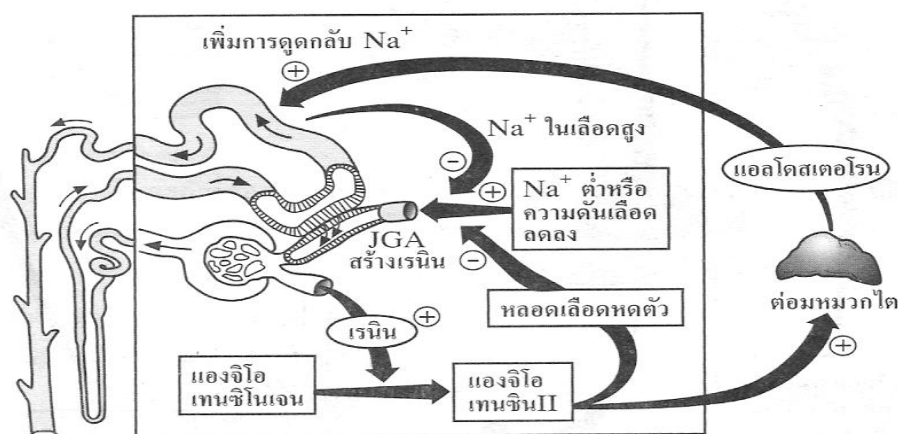 เพิ่มการดูดกลับ Na⁺
+
Na⁺ ในเลือดสูง
−
+
Na⁺ ต่ำหรือ
ความดันเลือด
ลดลง
แอลโดสเตอโรน
JGA
สร้างเรนิน
−
ต่อมหมวกไต
หลอดเลือดหดตัว
เรนิน
+
+
แองจิโอ
เทนซิโนเจน
แองจิโอ
เทนซินII